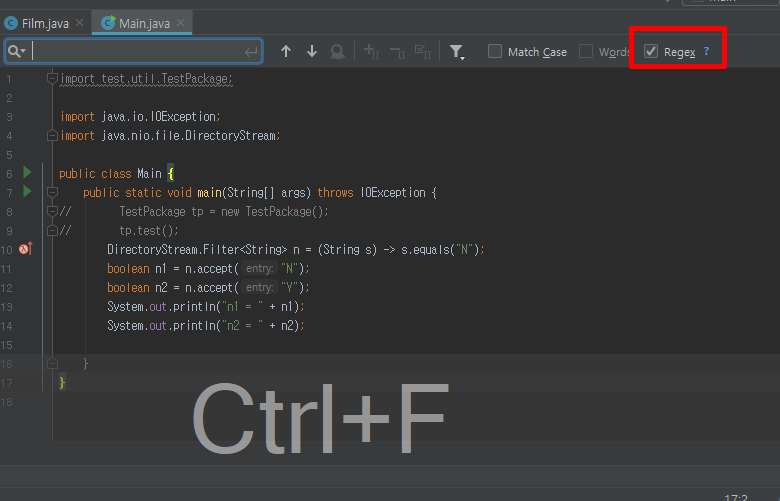 Film.java
Main.java
Match Case
Words
Regex ?
1 import test.util.TestPackage;
2
3 import java.io.IOException;
4 import java.nio.file.DirectoryStream;
5
6 public class Main {
7 public static void main(String[] args) throws IOException {
8 // TestPackage tp = new TestPackage();
9 // tp.test();
10 DirectoryStream.Filter<String> n = (String s) -> s.equals("N");
11 boolean n1 = n.accept( entry: "N");
12 boolean n2 = n.accept( entry: "Y");
13 System.out.println("n1 = " + n1);
14 System.out.println("n2 = " + n2);
15
16 }
17 }
18
Ctrl+F
17:2